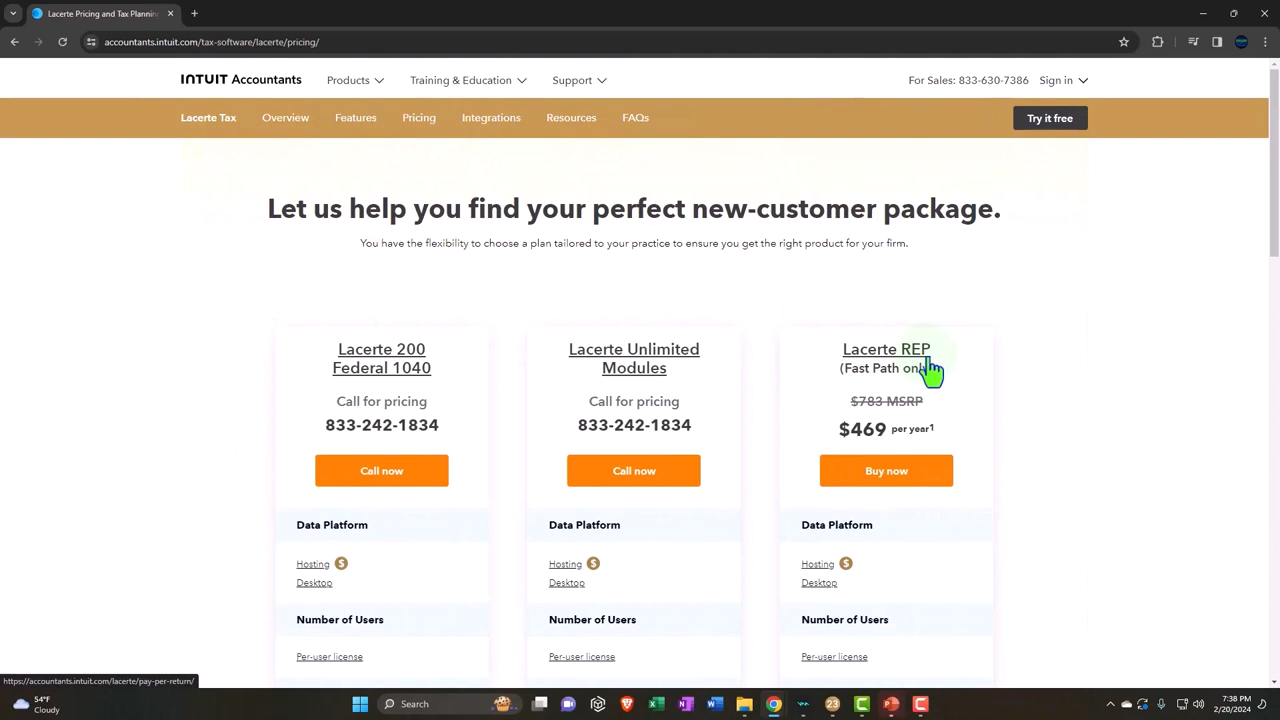 Lacerte Pricing and Tax Planning
accountants.intuit.com/tax-software/lacerte/pricing/
INTUIT Accountants
Products
Training & Education
Support
For Sales: 833-630-7386
Sign in
Lacerte Tax
Overview
Features
Pricing
Integrations
Resources
FAQs
Try it free
Let us help you find your perfect new-customer package.
You have the flexibility to choose a plan tailored to your practice to ensure you get the right product for your firm.
Lacerte 200
Federal 1040
Call for pricing
833-242-1834
Call now
Data Platform
Hosting $
Desktop
Number of Users
Per-user license
Lacerte Unlimited
Modules
Call for pricing
833-242-1834
Call now
Data Platform
Hosting $
Desktop
Number of Users
Per-user license
Lacerte REP
(Fast Path only
$783 MSRP
$469 per year1
Buy now
Data Platform
Hosting $
Desktop
Number of Users
Per-user license
https://accountants.intuit.com/lacerte/pay-per-return/
54°F
Cloudy
Search
23
7:38 PM
2/20/2024